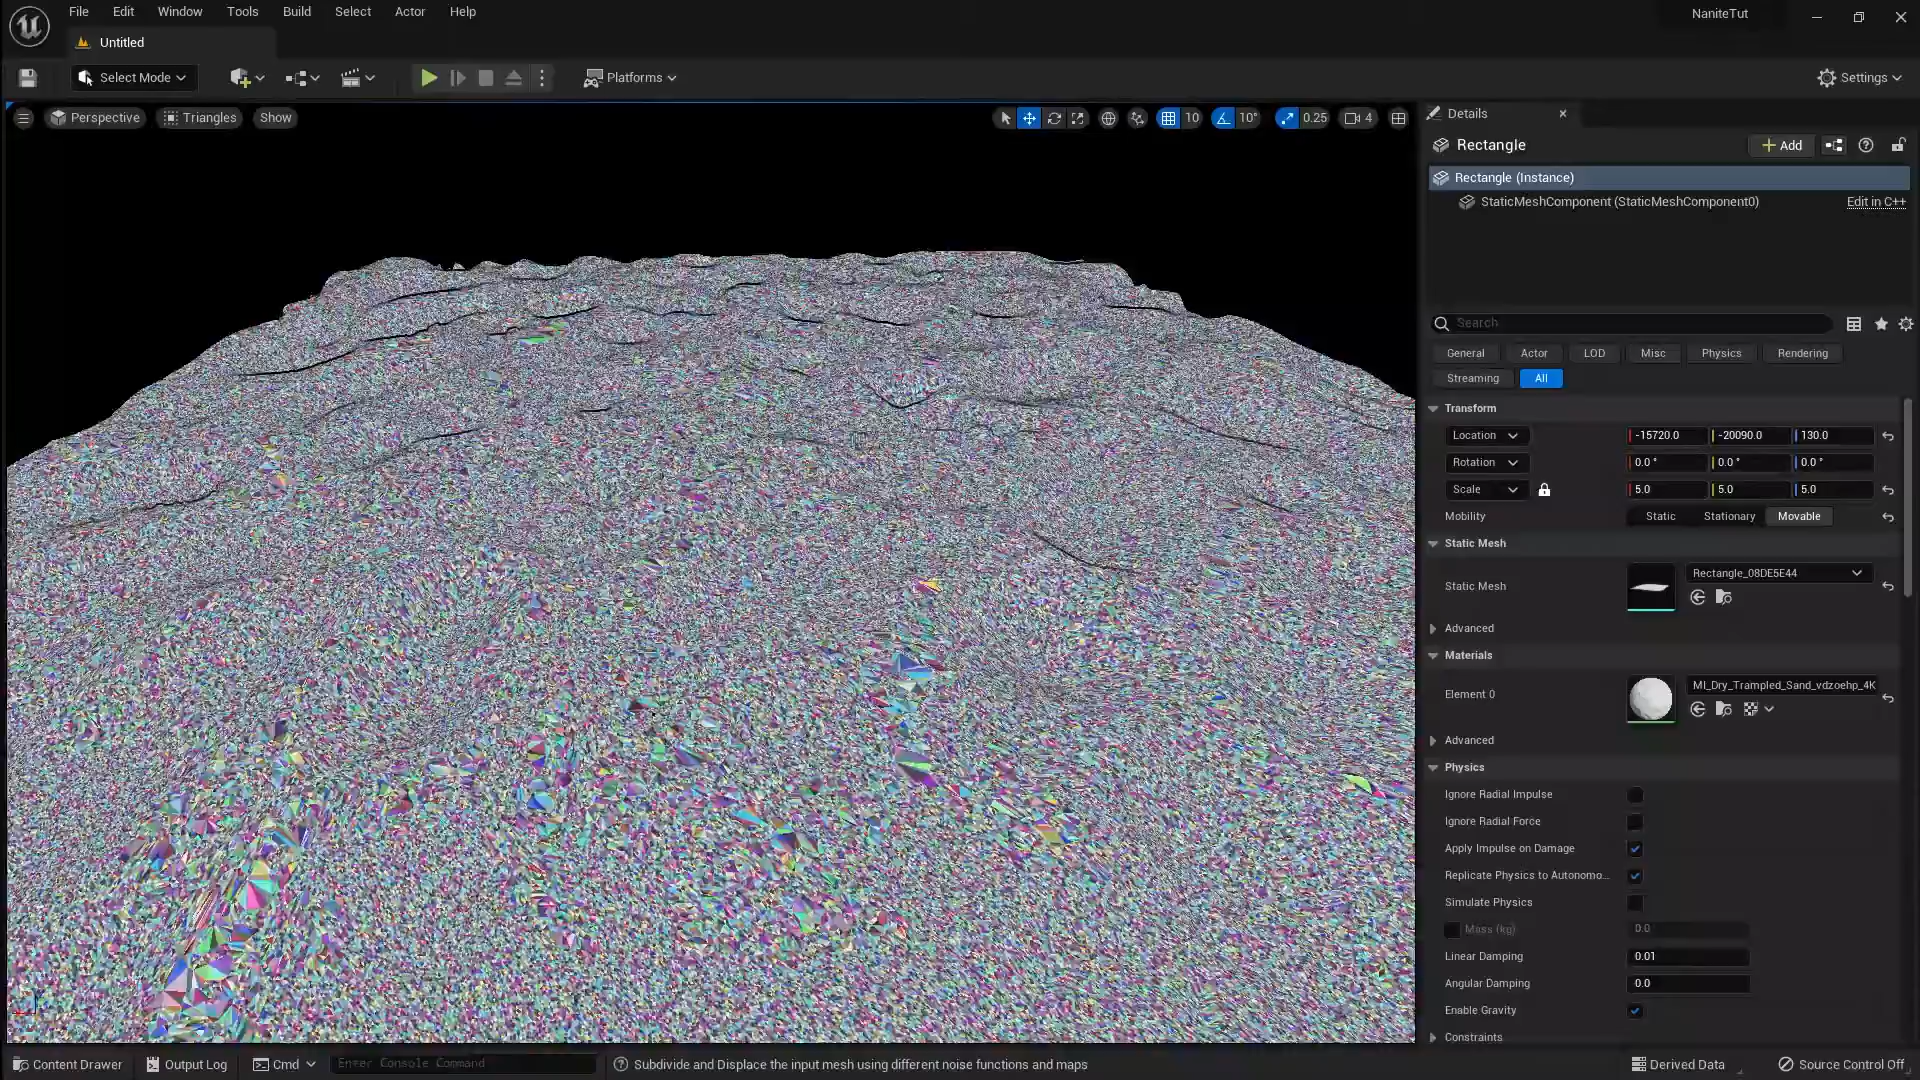 File Edit Window Tools Build Select Actor Help
NaniteTut
Untitled
Select Mode
Platforms
Settings
Perspective Triangles Show
10 10° 0.25 4
Details
Rectangle
Add
Rectangle (Instance)
StaticMeshComponent (StaticMeshComponent0) Edit in C++
Search
General Actor LOD Misc Physics Rendering
Streaming All
Transform
Location -15720.0 -20090.0 130.0
Rotation 0.0 ° 0.0 ° 0.0 °
Scale 5.0 5.0 5.0
Mobility Static Stationary Movable
Static Mesh
Static Mesh Rectangle_08DE5E44
Advanced
Materials
Element 0 MI_Dry_Trampled_Sand_vdzoehp_4K
Advanced
Physics
Ignore Radial Impulse
Ignore Radial Force
Apply Impulse on Damage
Replicate Physics to Autonomo...
Simulate Physics
Mass (kg) 0.0
Linear Damping 0.01
Angular Damping 0.0
Enable Gravity
Constraints
Content Drawer Output Log Cmd Enter Console Command Subdivide and Displace the input mesh using different noise functions and maps Derived Data Source Control Off